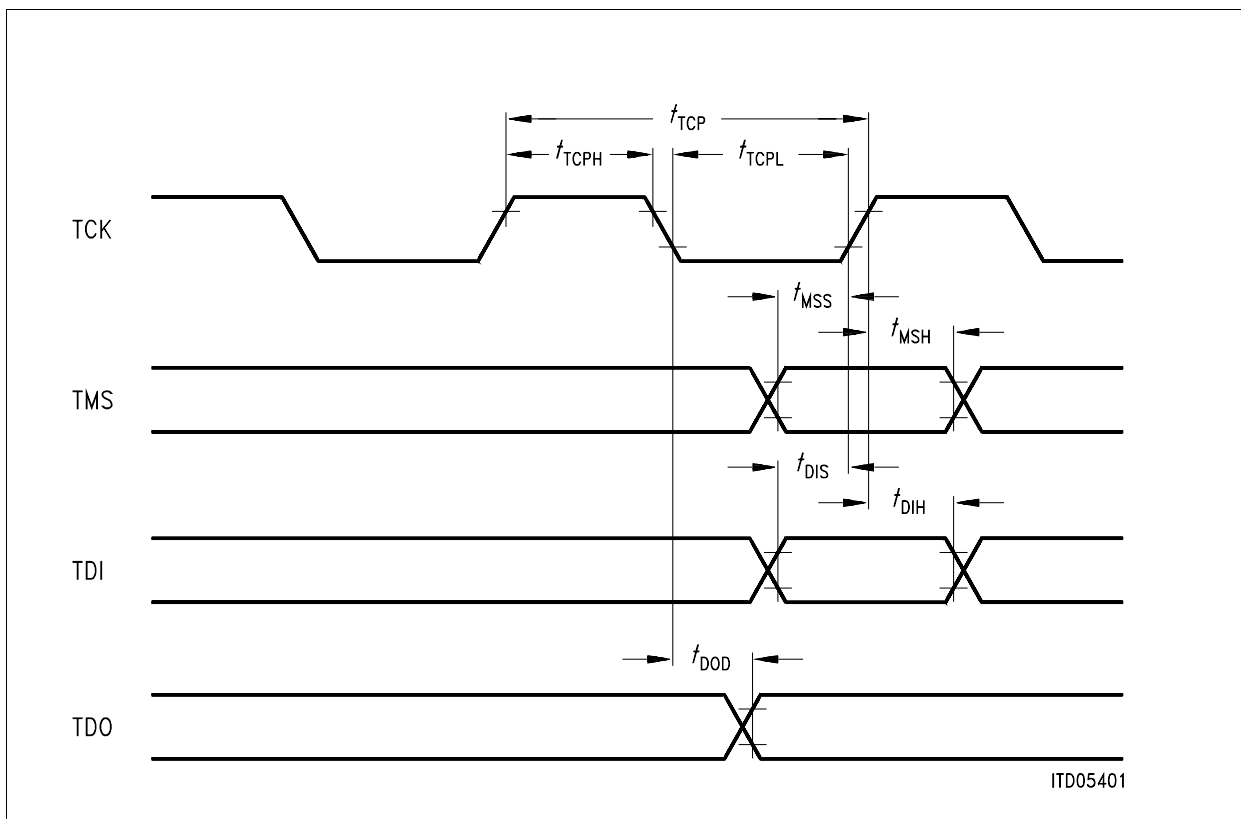 tTCP
tTCPH tTCPL
TCK
tMSS
tMSH
TMS
tDIS
tDIH
TDI
tDOD
TDO
ITD05401